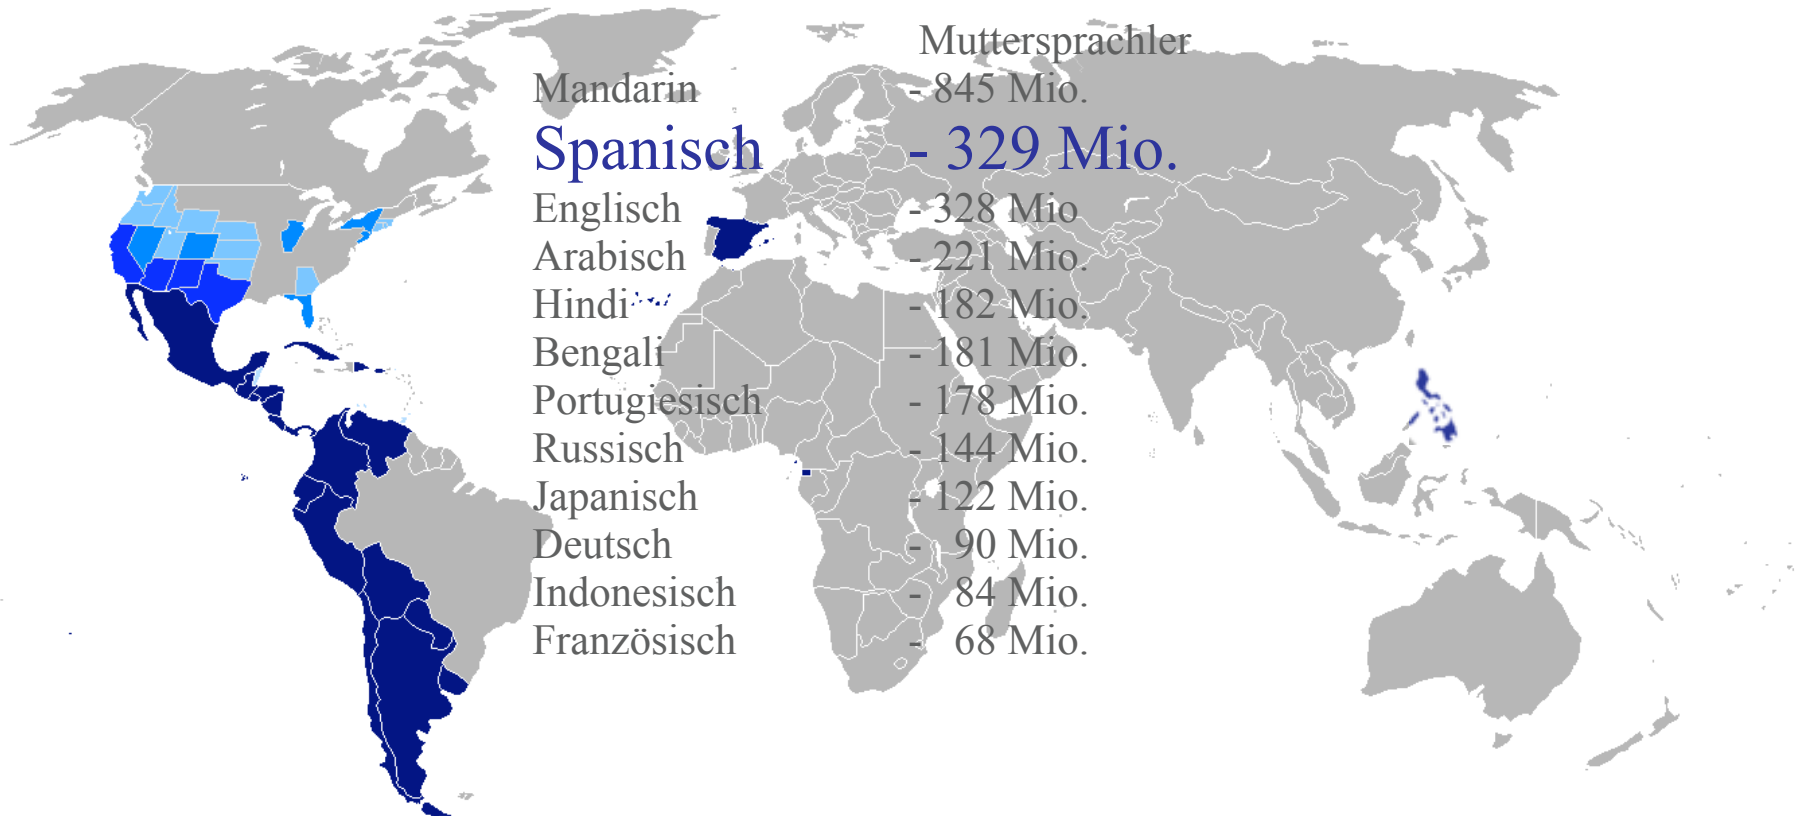 Muttersprachler
Mandarin - 845 Mio.
Spanisch - 329 Mio.
Englisch - 328 Mio
Arabisch - 221 Mio.
Hindi - 182 Mio.
Bengali - 181 Mio.
Portugiesisch - 178 Mio.
Russisch - 144 Mio.
Japanisch - 122 Mio.
Deutsch - 90 Mio.
Indonesisch - 84 Mio.
Französisch - 68 Mio.